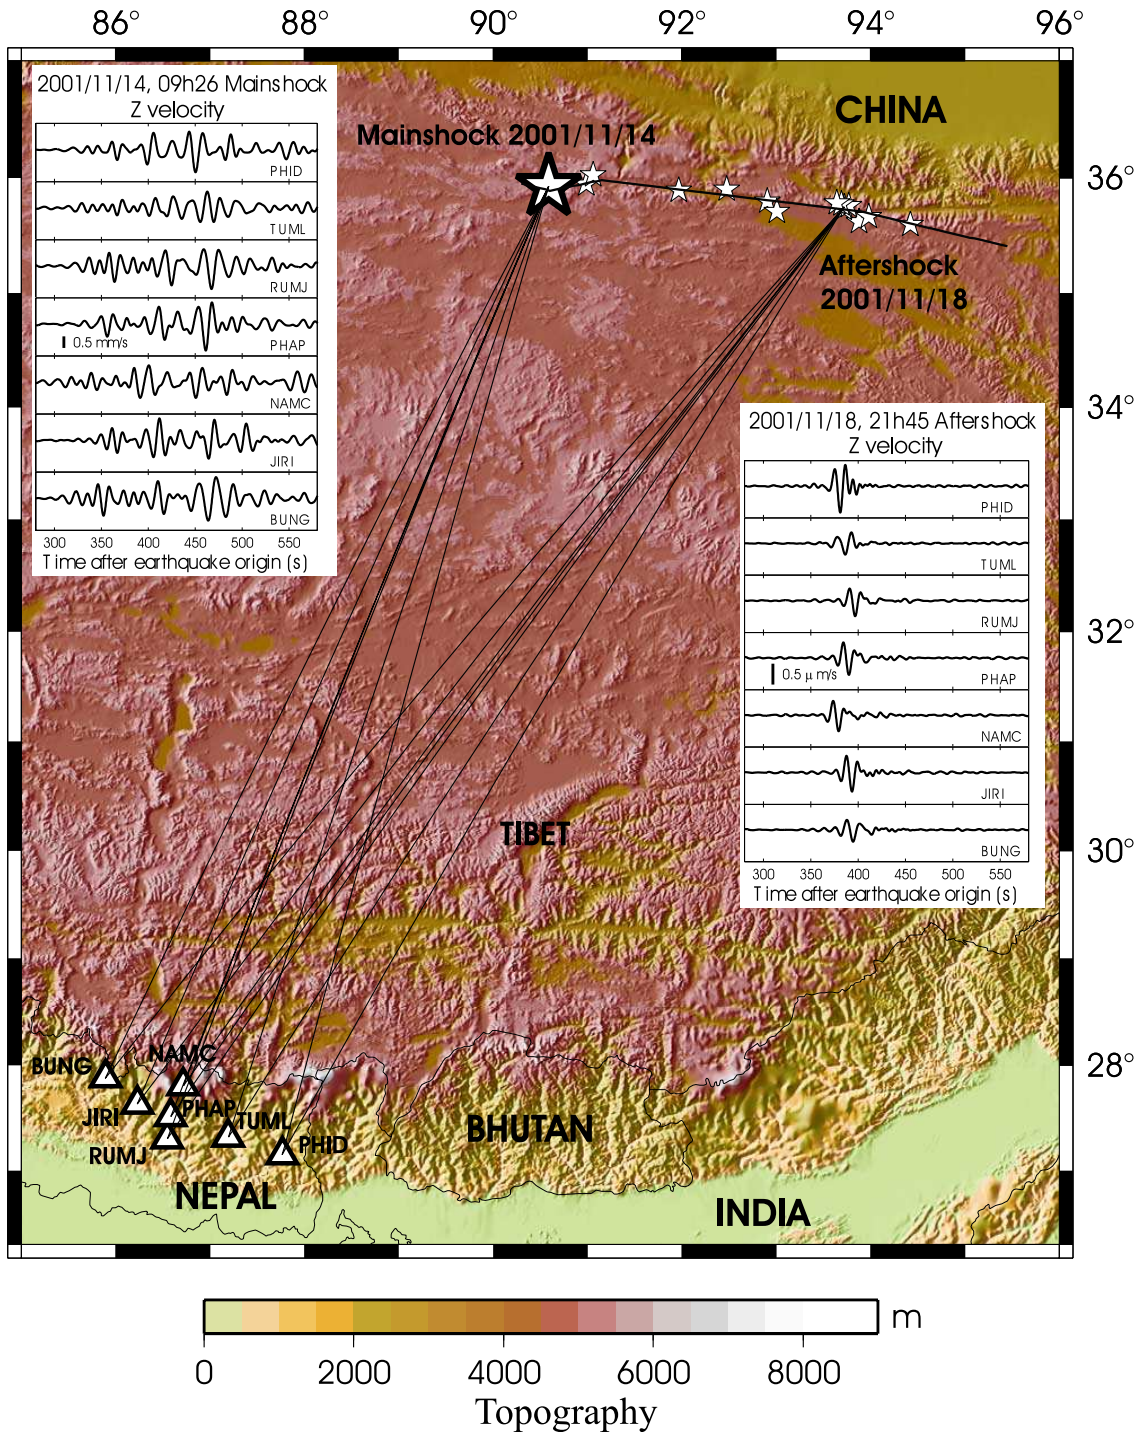 86° 88° 90° 92° 94° 96°
2001/11/14, 09h26 Mainshock
Z velocity
PHID
TUML
RUMJ
PHAP
0.5 mm/s
NAMC
JIRI
BUNG
300 350 400 450 500 550
Time after earthquake origin (s)
CHINA
Mainshock 2001/11/14
36°
Aftershock
2001/11/18
34°
2001/11/18, 21h45 Aftershock
Z velocity
PHID
TUML
RUMJ
PHAP
0.5 μ m/s
NAMC
JIRI
BUNG
300 350 400 450 500 550
Time after earthquake origin (s)
32°
TIBET
30°
28°
BUNG
NAMC
JIRI
PHAP
TUML
RUMJ
PHID
BHUTAN
NEPAL
INDIA
m
0 2000 4000 6000 8000
Topography